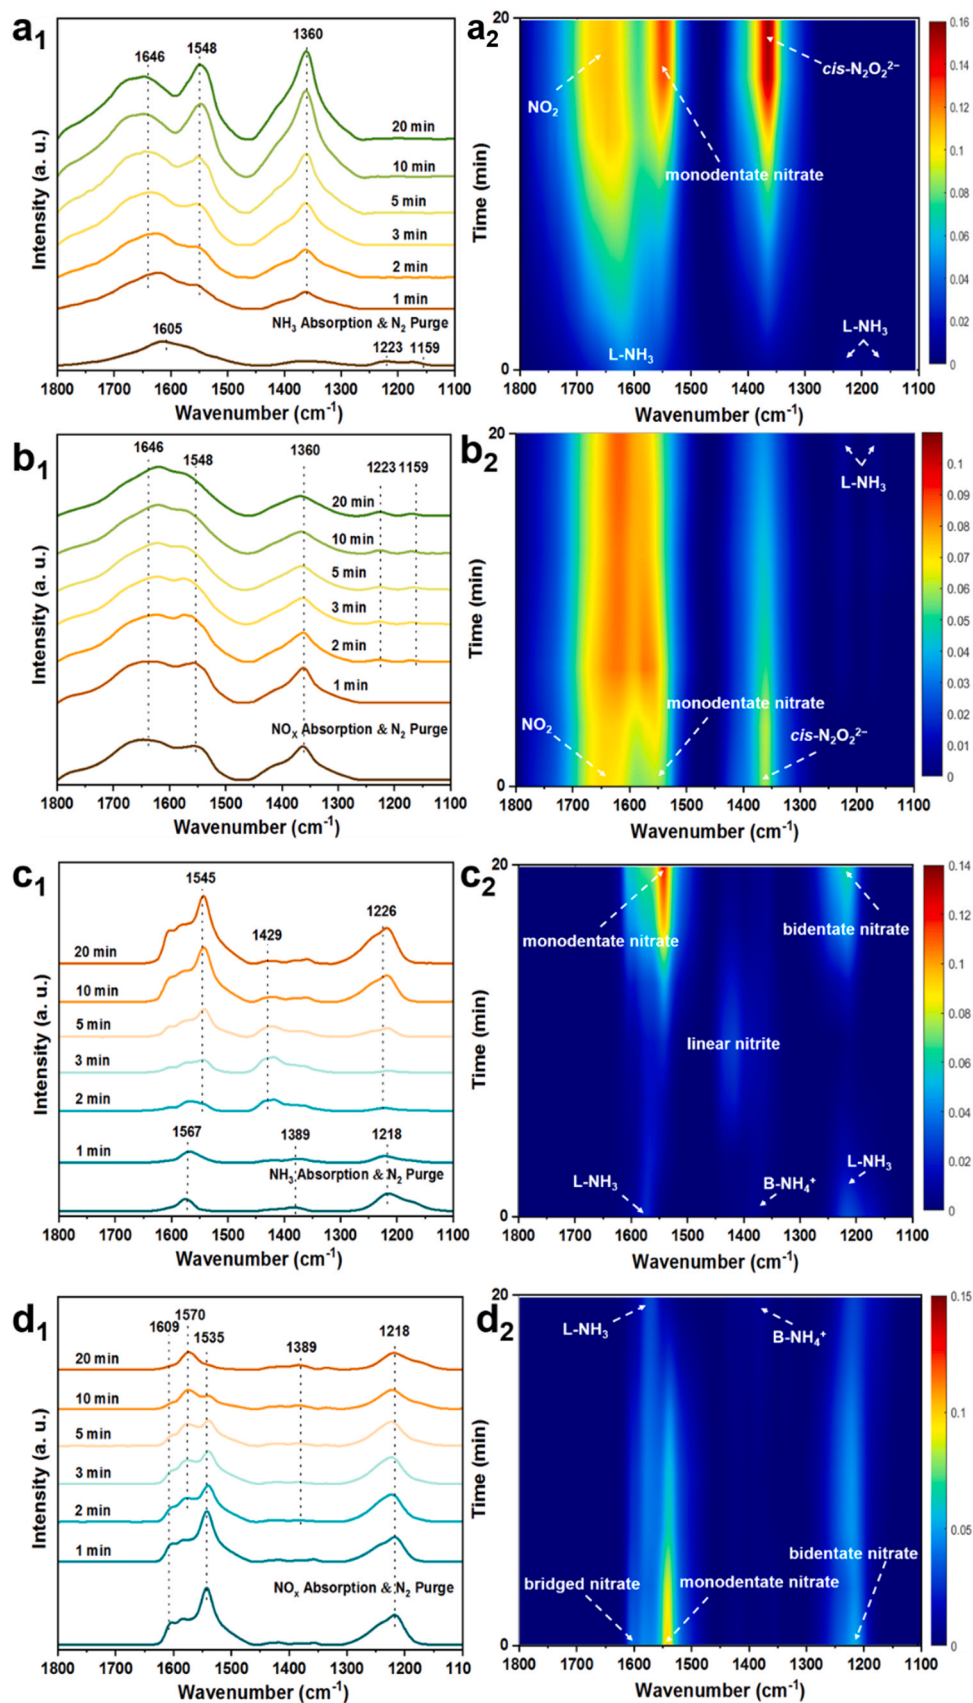 a1
1646
1548
1360
20 min
10 min
5 min
3 min
2 min
1 min
NH3 Absorption & N2 Purge
1605
1223
1159
Intensity (a. u.)
1800 1700 1600 1500 1400 1300 1200 1100
Wavenumber (cm-1)
a2
20
0
Time (min)
NO2
monodentate nitrate
cis-N2O2 2−
L-NH3
L-NH3
1800 1700 1600 1500 1400 1300 1200 1100
Wavenumber (cm-1)
0.16
0.14
0.12
0.1
0.08
0.06
0.04
0.02
0
b1
1646
1548
1360
1223
1159
20 min
10 min
5 min
3 min
2 min
1 min
NOX Absorption & N2 Purge
Intensity (a. u.)
1800 1700 1600 1500 1400 1300 1200 1100
Wavenumber (cm-1)
b2
20
0
Time (min)
L-NH3
NO2
monodentate nitrate
cis-N2O2 2−
1800 1700 1600 1500 1400 1300 1200 1100
Wavenumber (cm-1)
0.1
0.09
0.08
0.07
0.06
0.05
0.04
0.03
0.02
0.01
0
c1
1545
1429
1226
20 min
10 min
5 min
3 min
2 min
1 min
1567
1389
1218
NH3 Absorption & N2 Purge
Intensity (a. u.)
1800 1700 1600 1500 1400 1300 1200 1100
Wavenumber (cm-1)
c2
20
0
Time (min)
monodentate nitrate
bidentate nitrate
linear nitrite
L-NH3
B-NH4+
L-NH3
1800 1700 1600 1500 1400 1300 1200 1100
Wavenumber (cm-1)
0.14
0.12
0.1
0.08
0.06
0.04
0.02
0
d1
1609
1570
1535
1389
1218
20 min
10 min
5 min
3 min
2 min
1 min
NOx Absorption & N2 Purge
Intensity (a. u.)
1800 1700 1600 1500 1400 1300 1200 1100
Wavenumber (cm-1)
d2
20
0
Time (min)
L-NH3
B-NH4+
bridged nitrate
monodentate nitrate
bidentate nitrate
1800 1700 1600 1500 1400 1300 1200 1100
Wavenumber (cm-1)
0.15
0.1
0.05
0